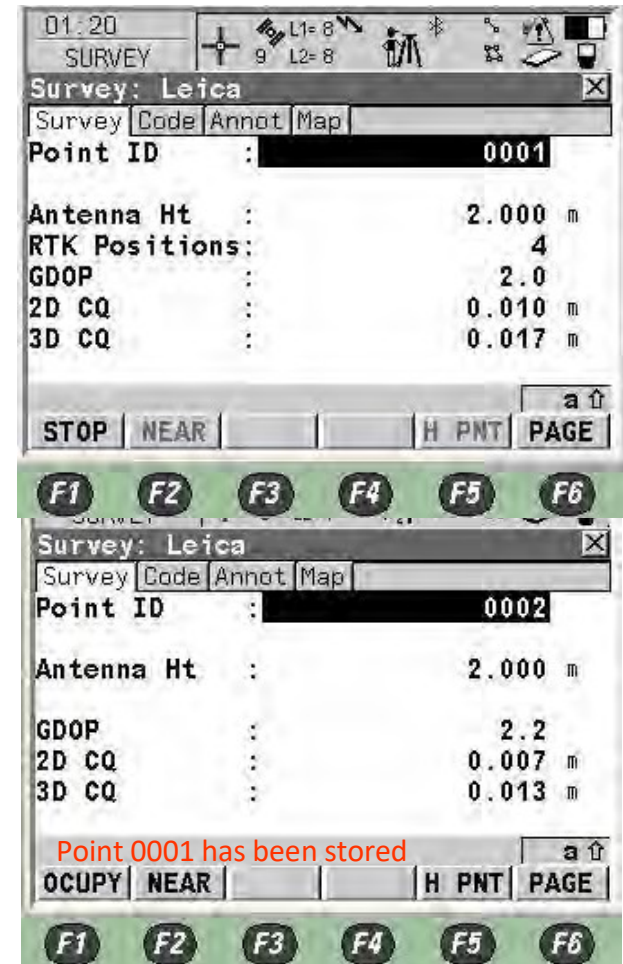 01:20
SURVEY
L1= 8
9 L2= 8
Survey: Leica
Survey Code Annot Map
Point ID : 0001
Antenna Ht : 2.000 m
RTK Positions: 4
GDOP : 2.0
2D CQ : 0.010 m
3D CQ : 0.017 m
a
STOP NEAR H PNT PAGE
F1 F2 F3 F4 F5 F6
Survey: Leica
Survey Code Annot Map
Point ID : 0002
Antenna Ht : 2.000 m
GDOP : 2.2
2D CQ : 0.007 m
3D CQ : 0.013 m
Point 0001 has been stored a
OCUPY NEAR H PNT PAGE
F1 F2 F3 F4 F5 F6